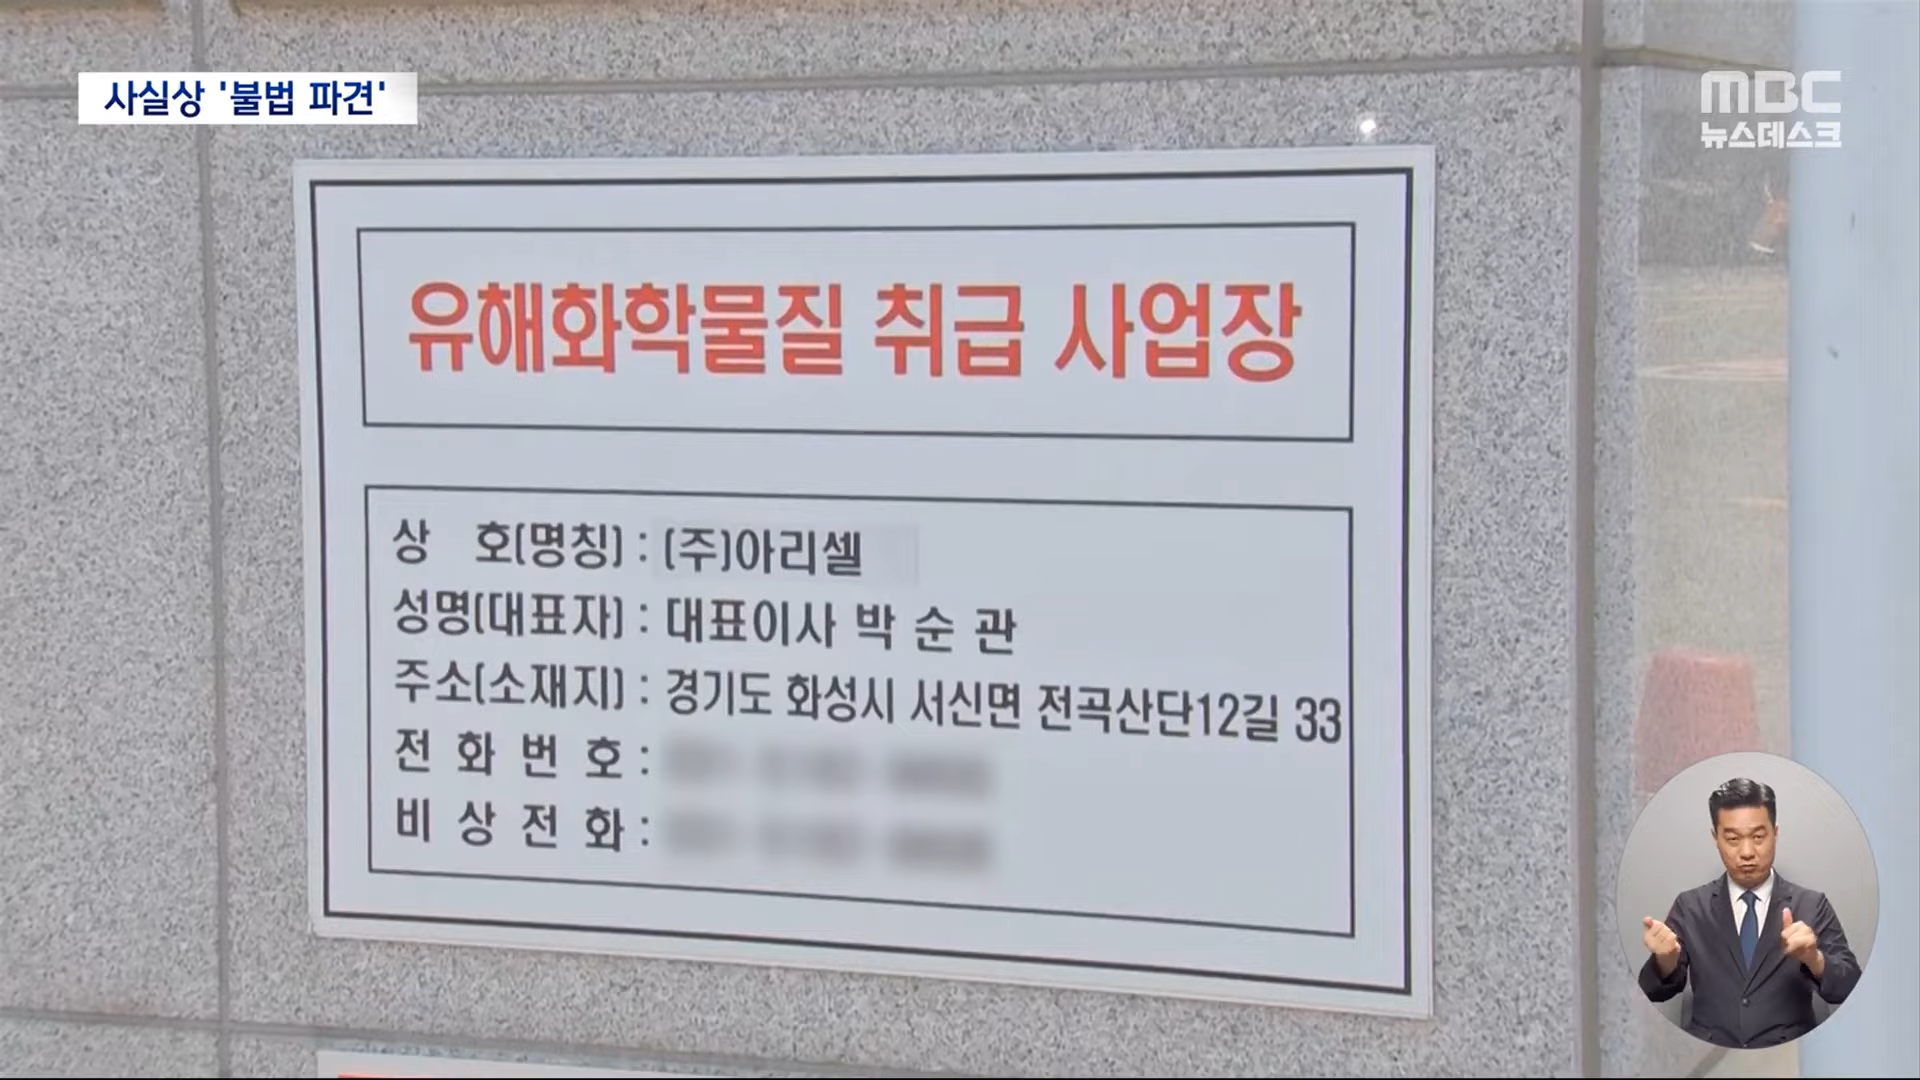 사실상 '불법 파견'
MBC
뉴스데스크
유해화학물질 취급 사업장
상 호(명칭) : (주)아리셀
성명(대표자) : 대표이사 박 순 관
주소(소재지) : 경기도 화성시 서신면 전곡산단12길 33
전 화 번 호 :
비 상 전 화 :